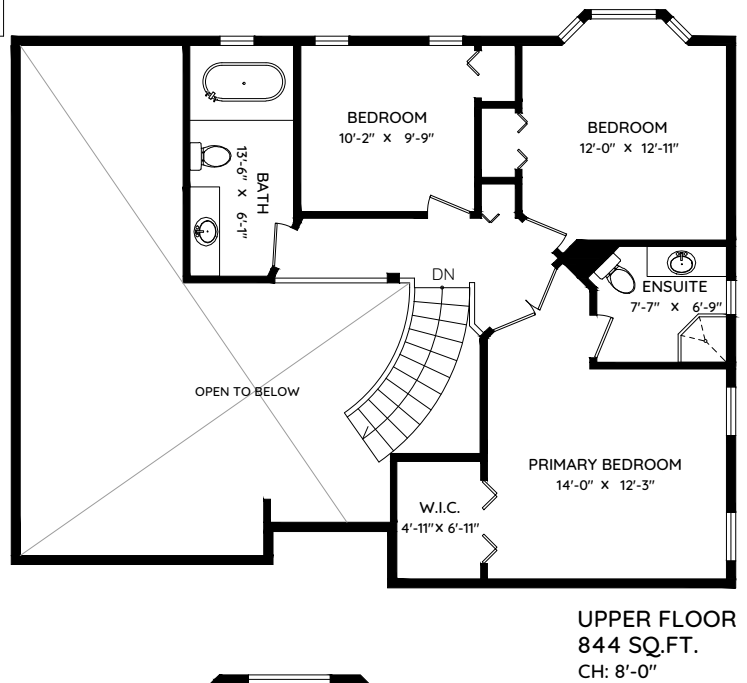 BEDROOM
10'-2" X 9'-9"
BEDROOM
12'-0" X 12'-11"
BATH
13'-6" X 6'-1"
DN
ENSUITE
7'-7" X 6'-9"
OPEN TO BELOW
PRIMARY BEDROOM
14'-0" X 12'-3"
W.I.C.
4'-11" X 6'-11"
UPPER FLOOR
844 SQ.FT.
CH: 8'-0"